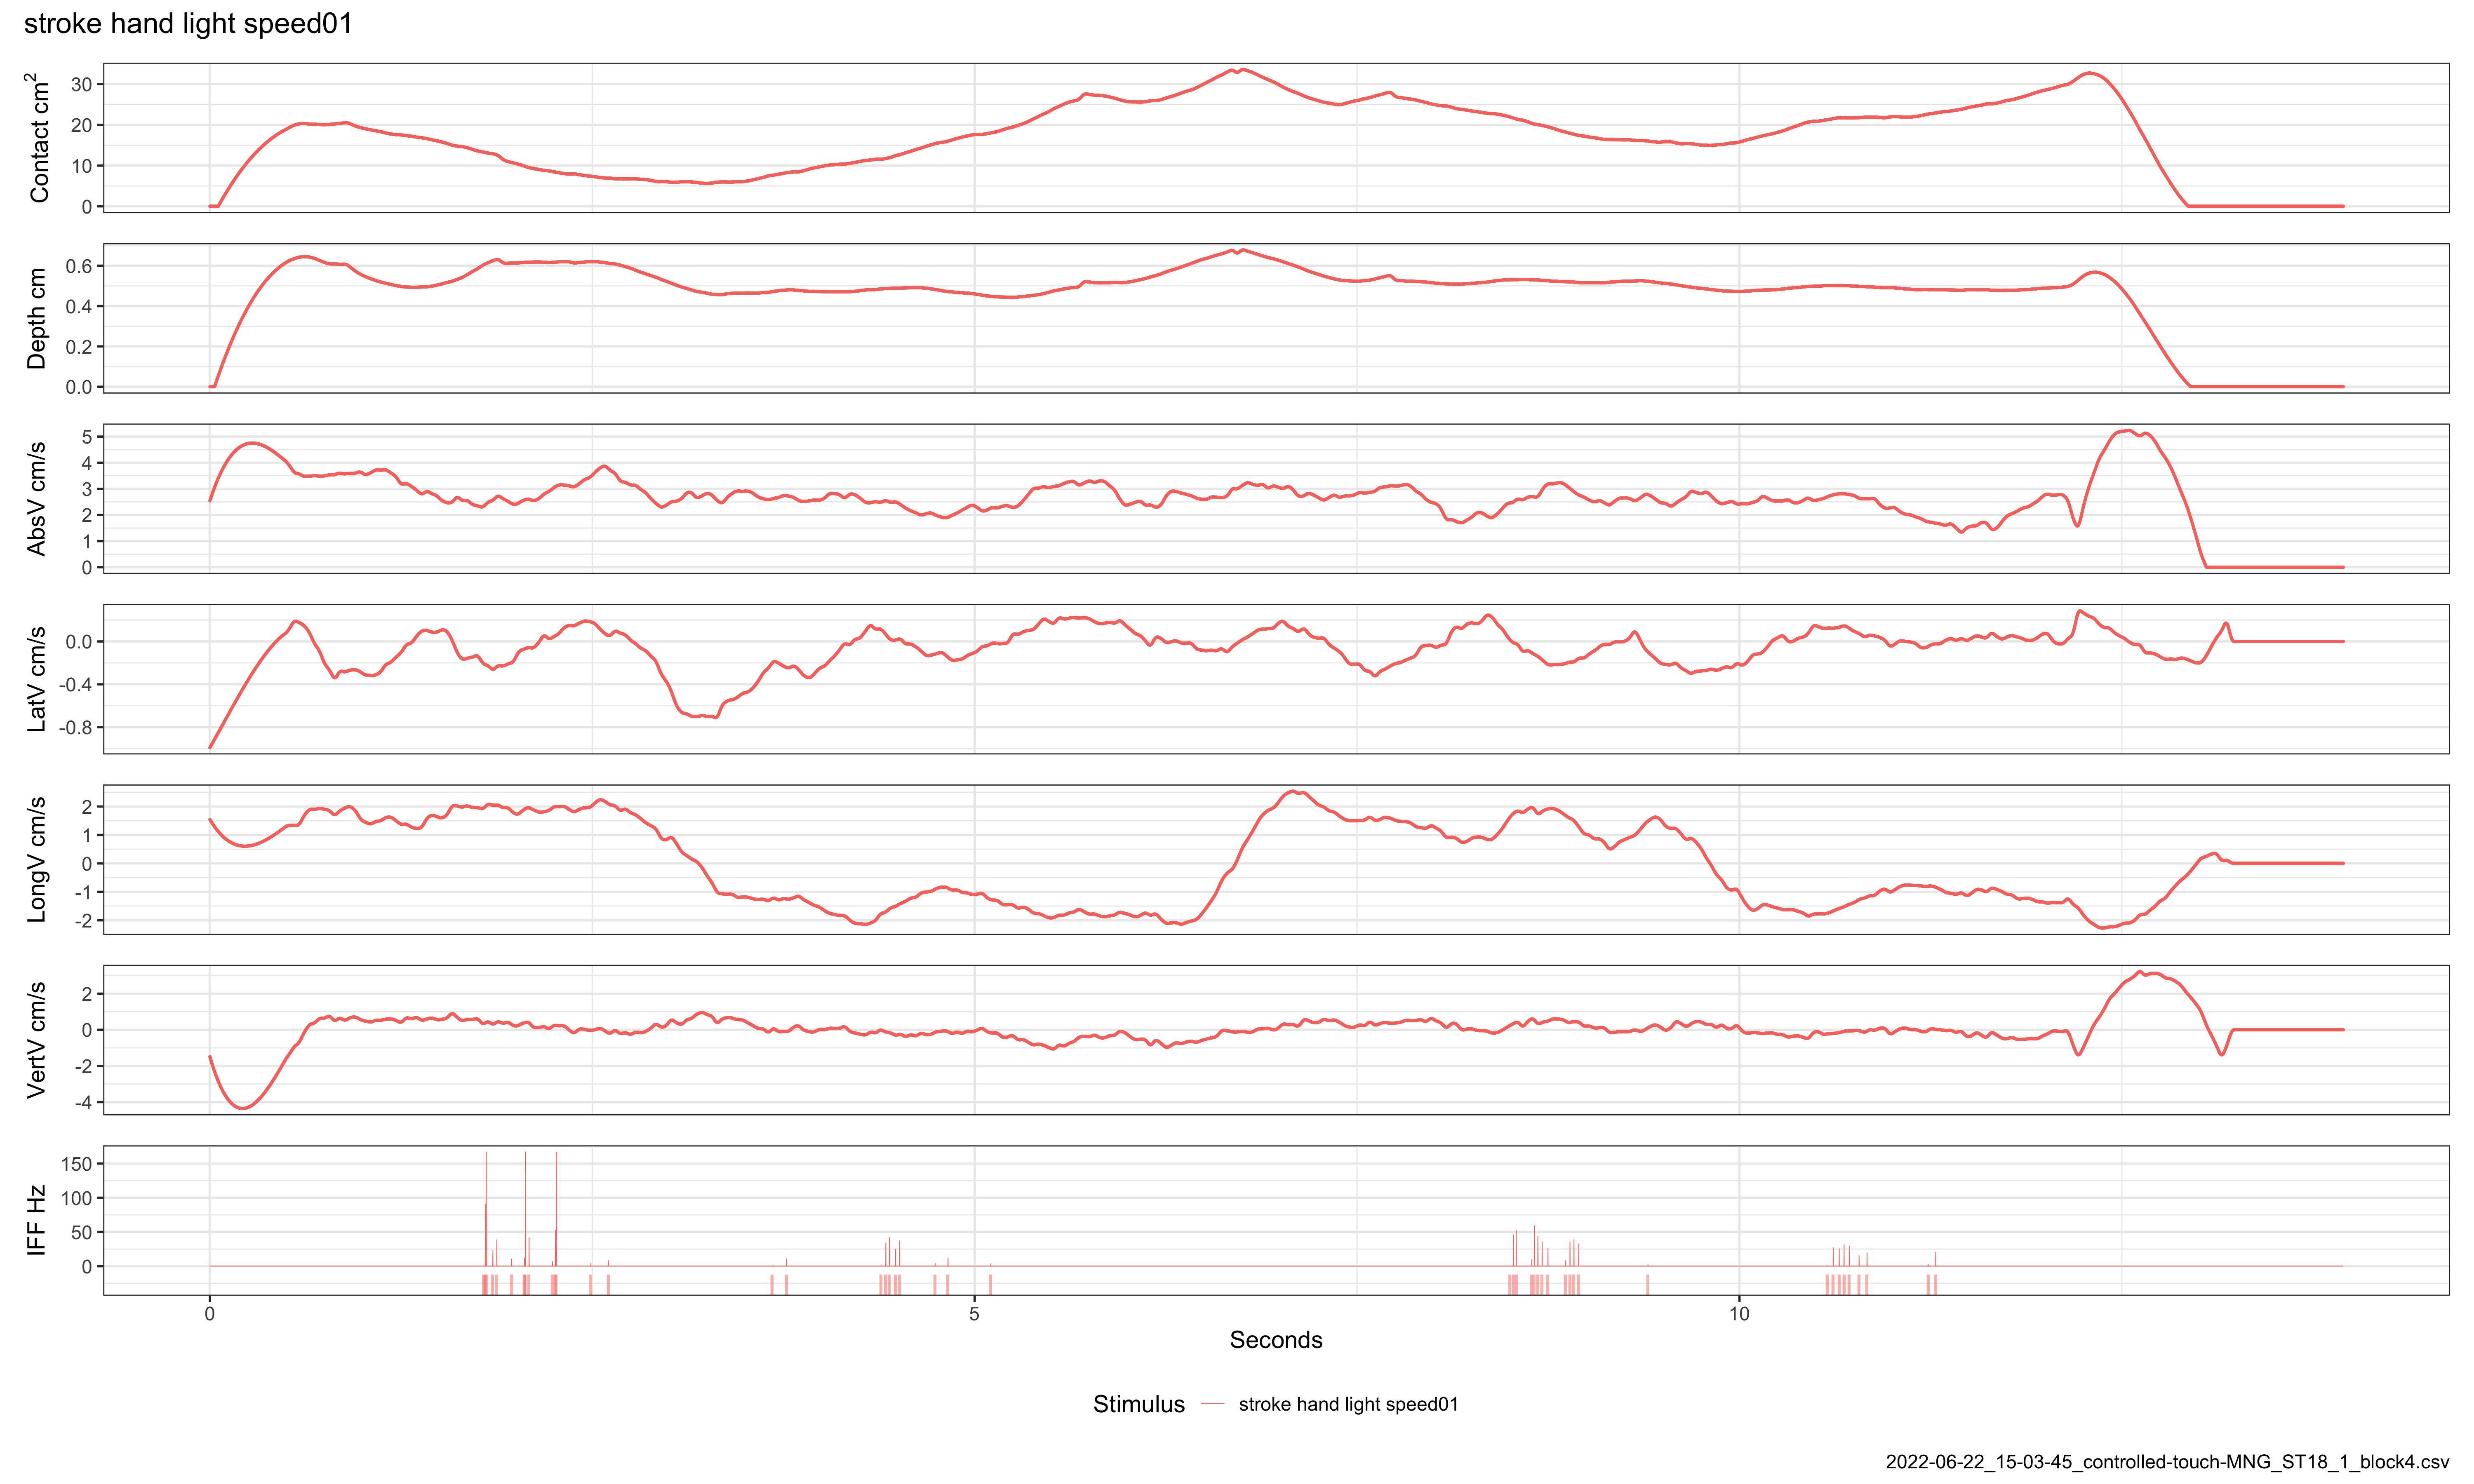 stroke hand light speed01
Contact cm²
30
20
10
0
Depth cm
0.6
0.4
0.2
0.0
AbsV cm/s
5
4
3
2
1
0
LatV cm/s
0.0
-0.4
-0.8
LongV cm/s
2
1
0
-1
-2
VertV cm/s
2
0
-2
-4
IFF Hz
150
100
50
0
0 5 10
Seconds
Stimulus stroke hand light speed01
2022-06-22_15-03-45_controlled-touch-MNG_ST18_1_block4.csv